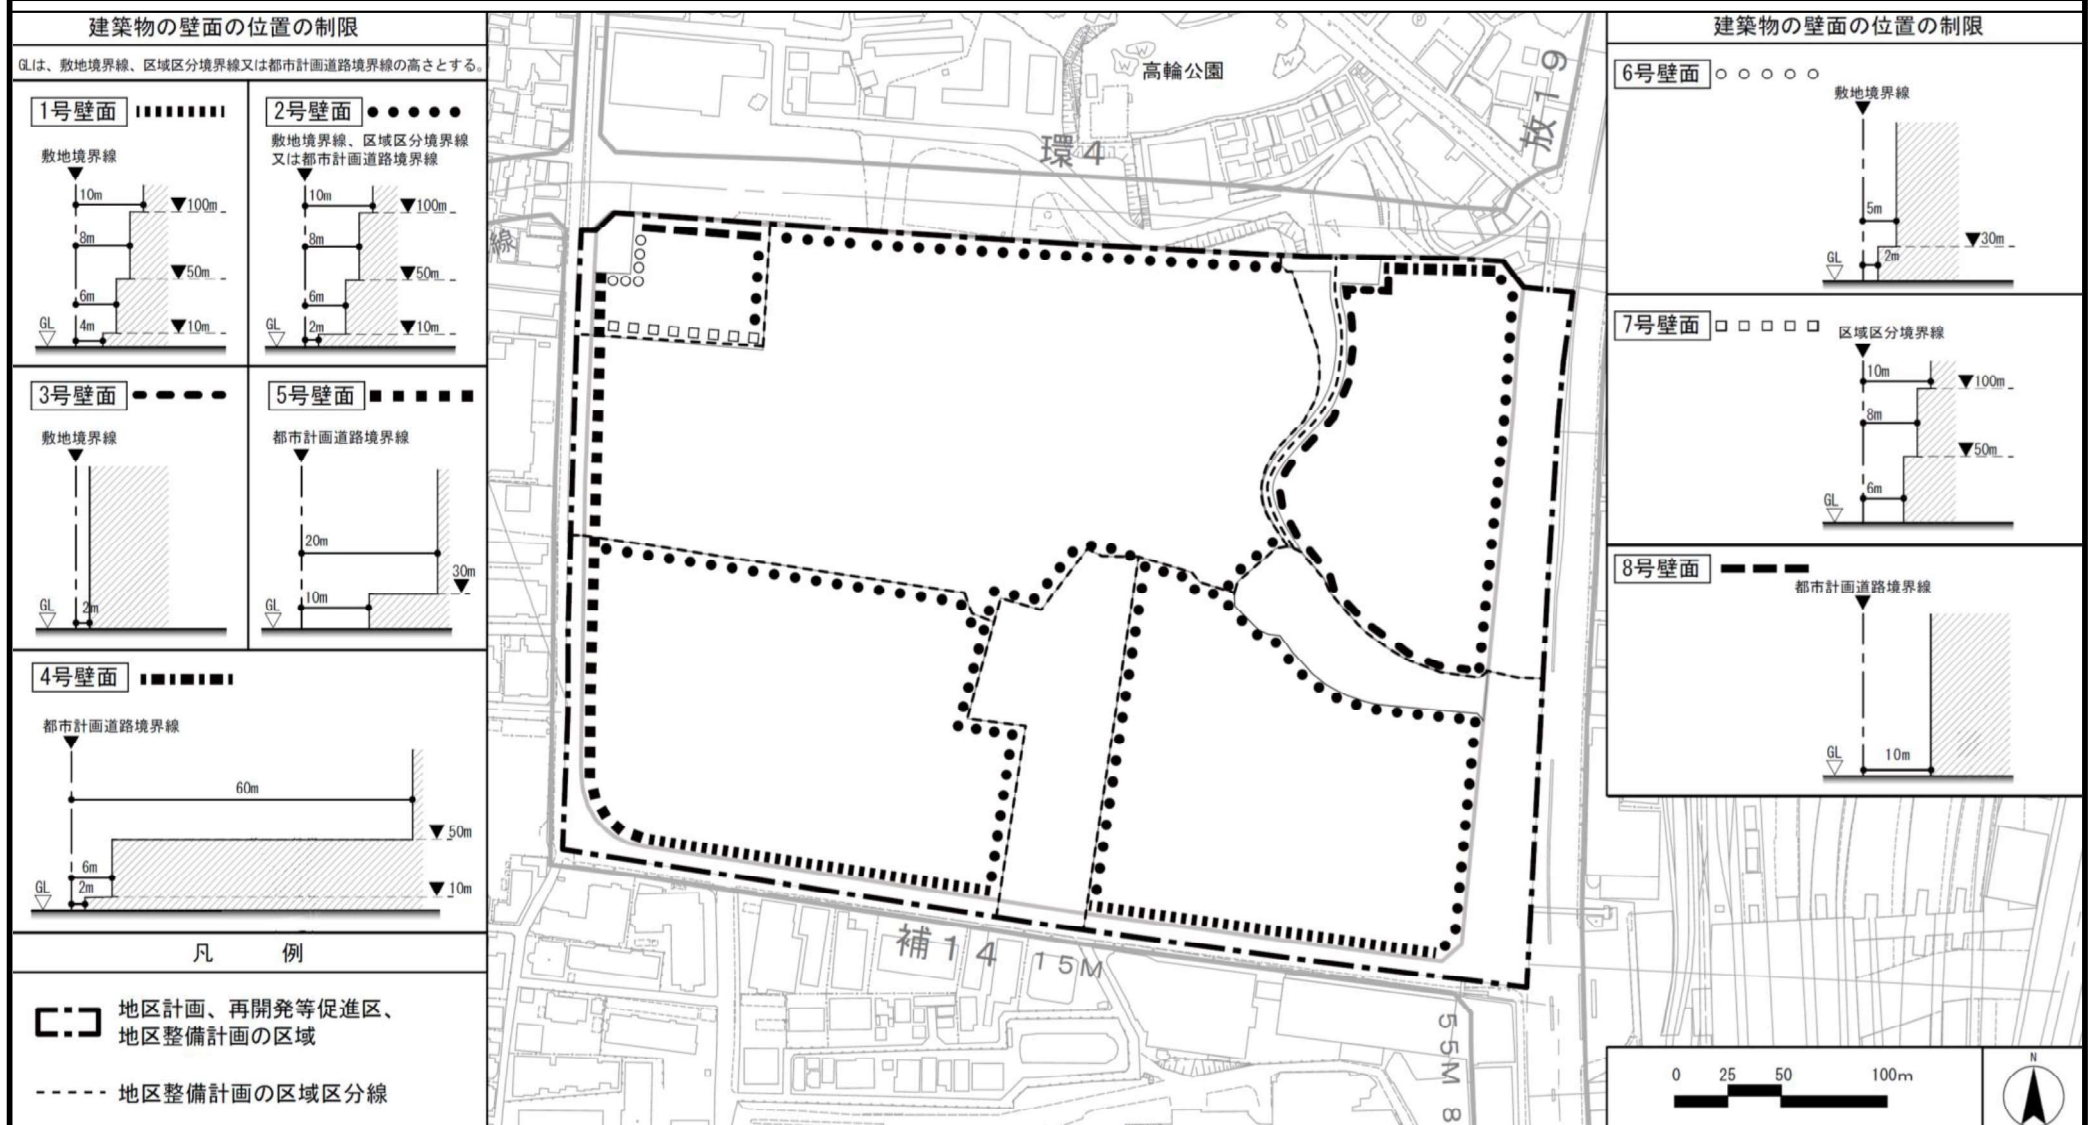 建築物の壁面の位置の制限
GLは、敷地境界線、区域区分境界線又は都市計画道路境界線の高さとする。
1号壁面
敷地境界線
10m
▼100m
8m
▼50m
6m
GL
4m
▼10m
2号壁面
敷地境界線、区域区分境界線
又は都市計画道路境界線
10m
▼100m
8m
▼50m
6m
GL
2m
▼10m
3号壁面
敷地境界線
GL
2m
5号壁面
都市計画道路境界線
20m
30m
GL
10m
4号壁面
都市計画道路境界線
60m
▼50m
6m
GL
2m
▼10m
凡 例
地区計画、再開発等促進区、
地区整備計画の区域
地区整備計画の区域区分線
高輪公園
環4
放19
線
補14 15M
55M 8
建築物の壁面の位置の制限
6号壁面
敷地境界線
5m
▼30m
GL
2m
7号壁面
区域区分境界線
10m
▼100m
8m
▼50m
GL
6m
8号壁面
都市計画道路境界線
GL
10m
0 25 50 100m
N